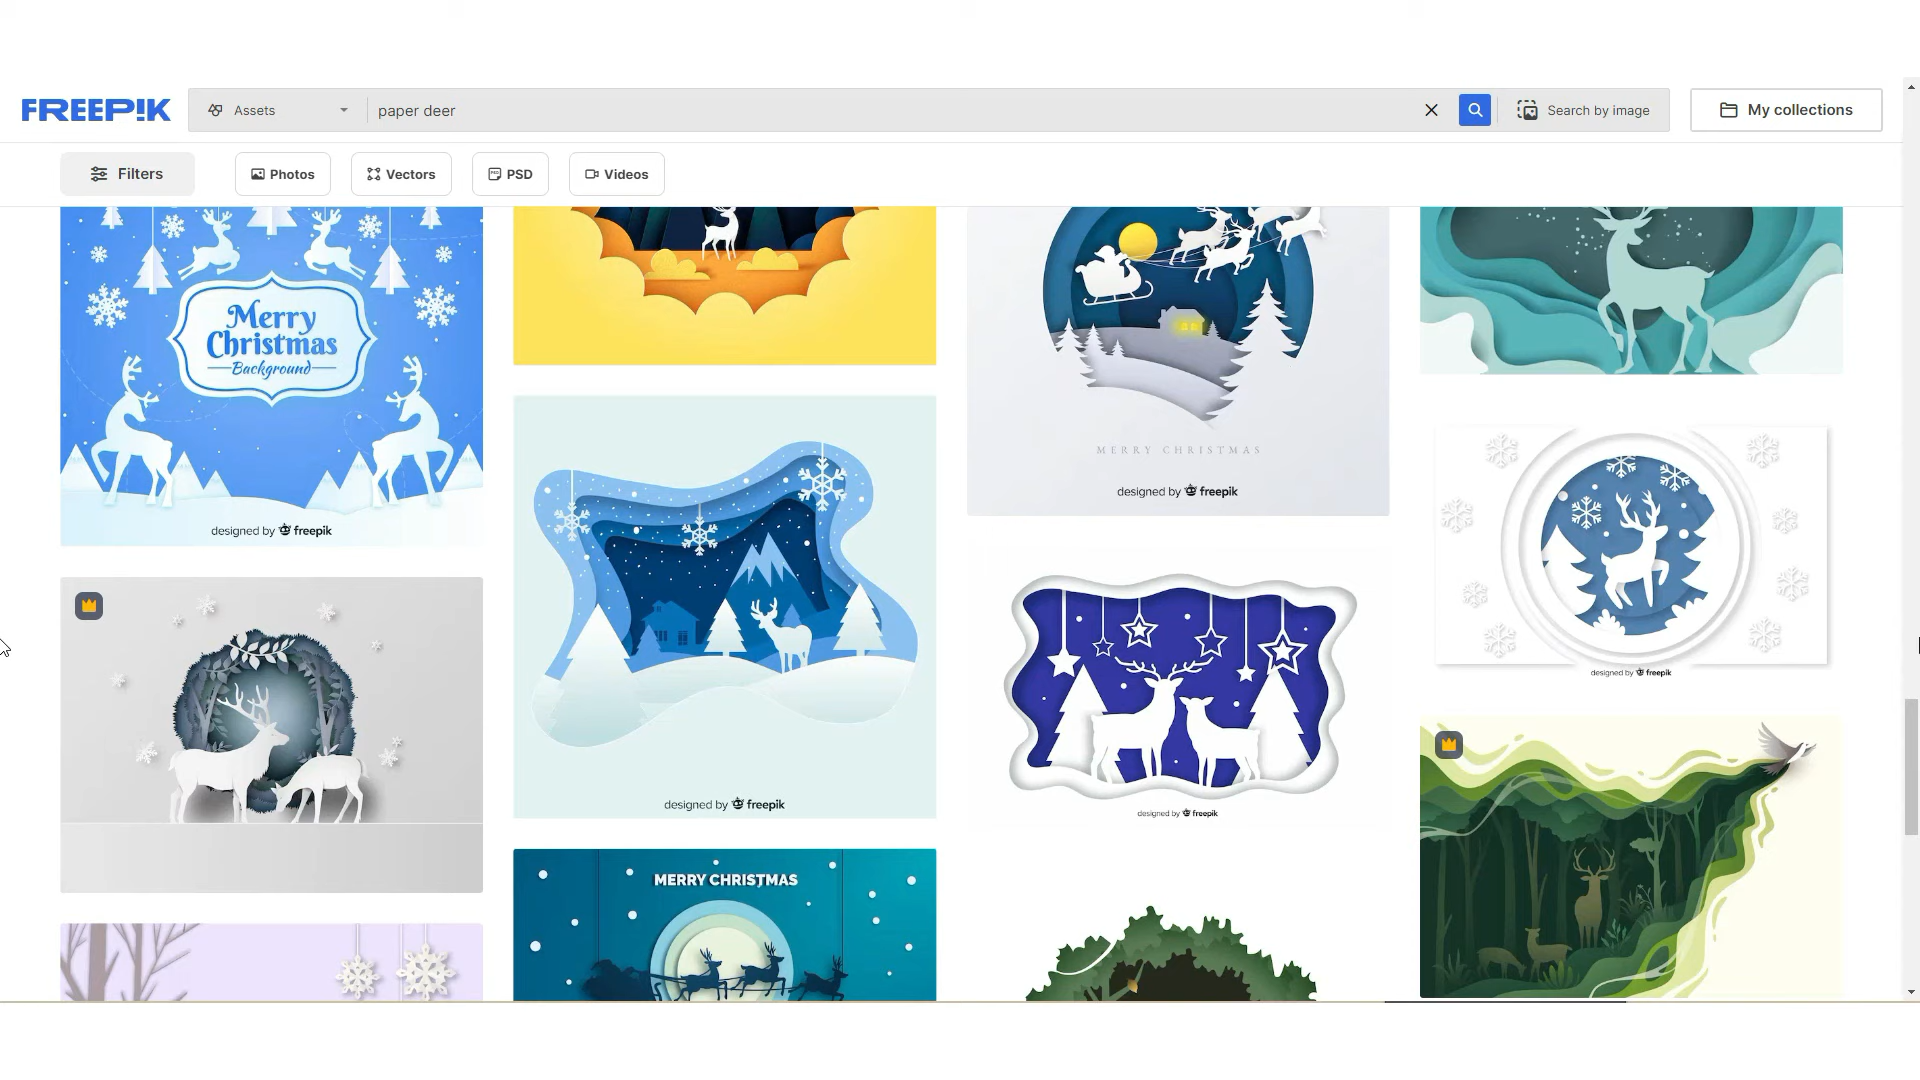 FREEPIK
Assets
paper deer
Search by image
My collections
Filters
Photos
Vectors
PSD
Videos
Merry
Christmas
Background
designed by freepik
MERRY CHRISTMAS
designed by freepik
designed by freepik
designed by freepik
designed by freepik
MERRY CHRISTMAS